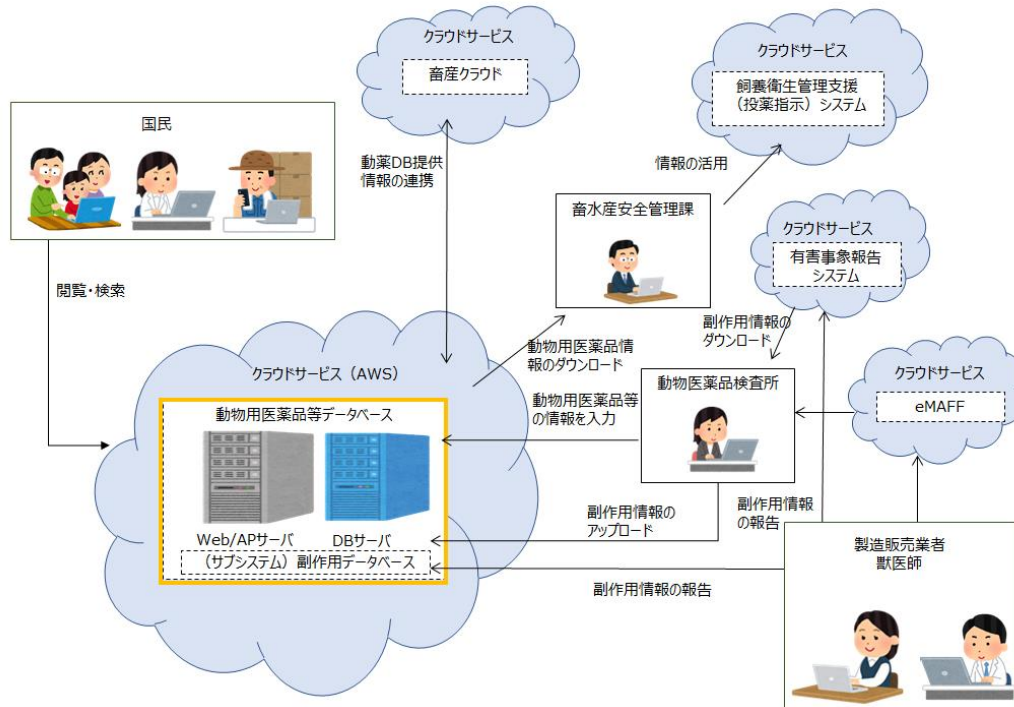 クラウドサービス
畜産クラウド
クラウドサービス
飼養衛生管理支援
（投薬指示）システム
国民
動薬DB提供
情報の連携
情報の活用
畜水産安全管理課
クラウドサービス
有害事象報告
システム
閲覧・検索
副作用情報の
ダウンロード
動物用医薬品情
報のダウンロード
クラウドサービス（AWS）
動物医薬品検査所
クラウドサービス
eMAFF
動物用医薬品等データベース
動物用医薬品等
の情報を入力
副作用情報の
アップロード
副作用情報
の報告
Web/APサーバ
DBサーバ
（サブシステム）副作用データベース
製造販売業者
獣医師
副作用情報の報告